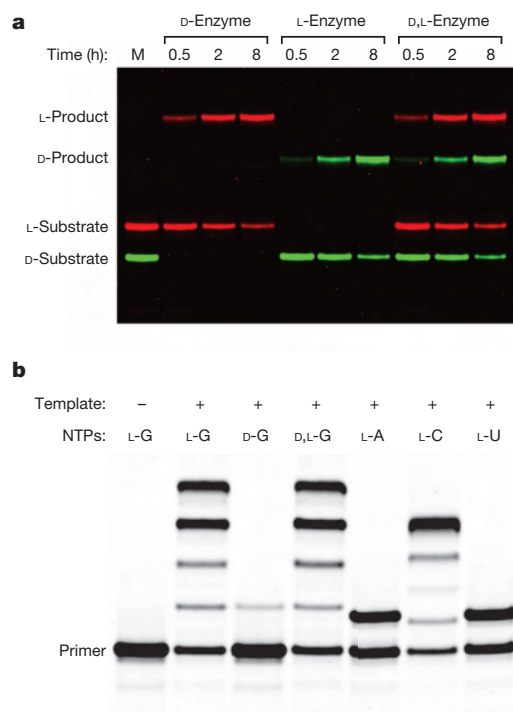 a
D-Enzyme L-Enzyme D,L-Enzyme
Time (h): M 0.5 2 8 0.5 2 8 0.5 2 8
L-Product
D-Product
L-Substrate
D-Substrate
b
Template: – + + + + + +
NTPs: L-G L-G D-G D,L-G L-A L-C L-U
Primer